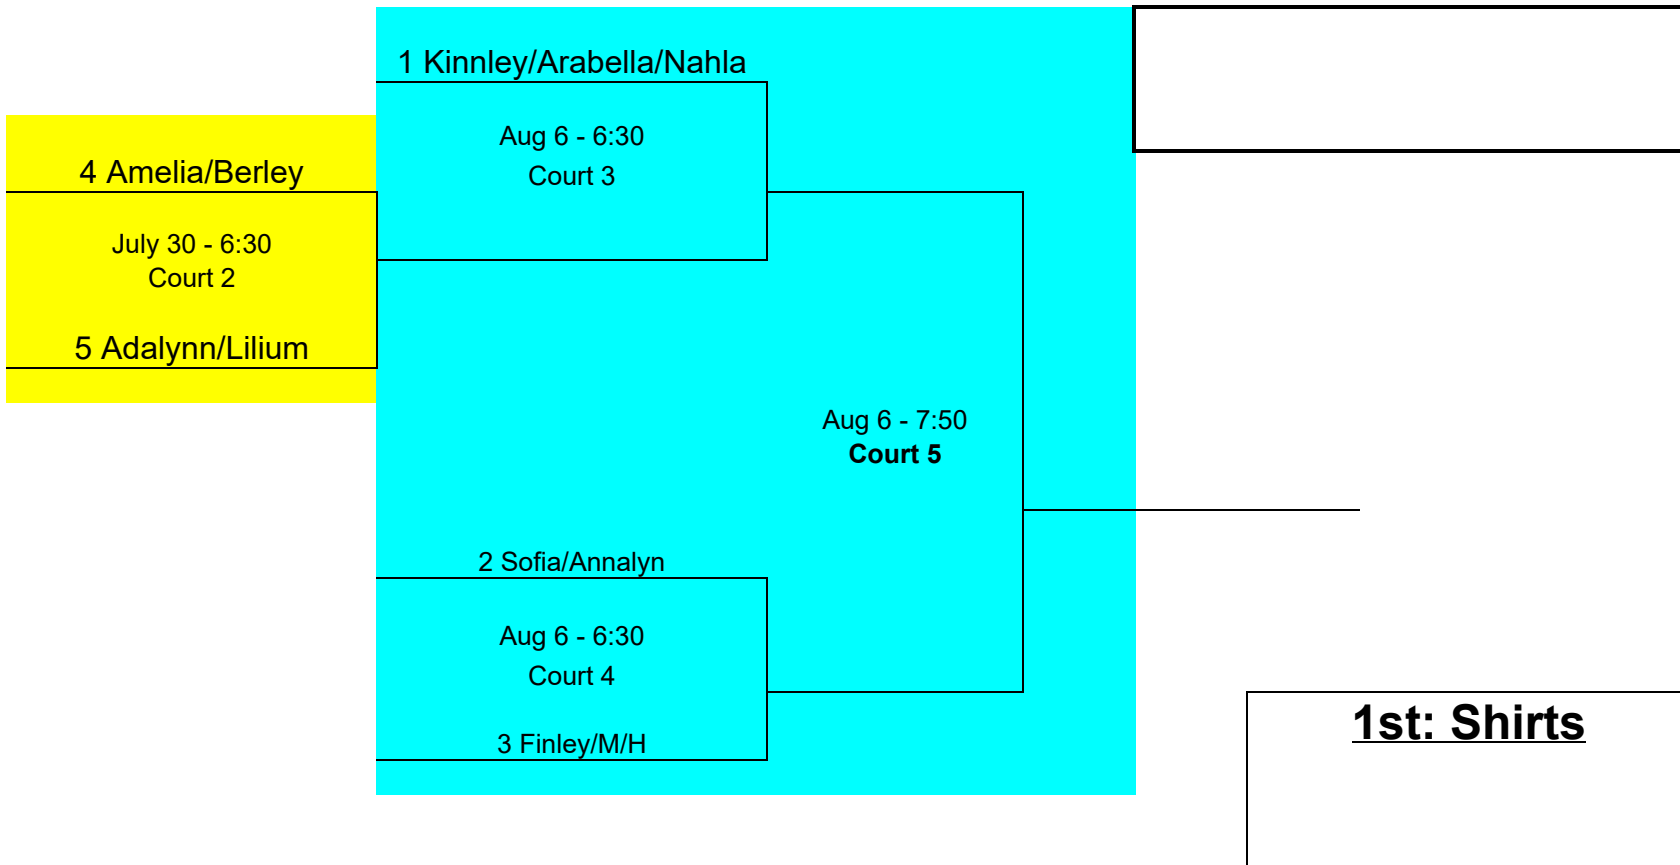 1 Kinnley/Arabella/Nahla
Aug 6 - 6:30
Court 3
4 Amelia/Berley
July 30 - 6:30
Court 2
5 Adalynn/Lilium
Aug 6 - 7:50
Court 5
2 Sofia/Annalyn
Aug 6 - 6:30
Court 4
3 Finley/M/H
1st: Shirts